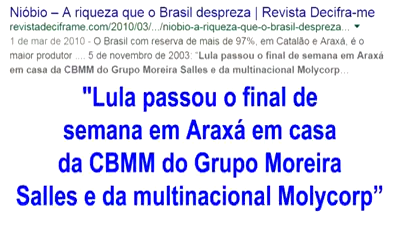 Nióbio – A riqueza que o Brasil despreza | Revista Decifra-me
revistadeciframe.com/2010/03/.../niobio-a-riqueza-que-o-brasil-despreza...
1 de mar de 2010 - O Brasil com reserva de mais de 97%, em Catalão e Araxá, é o
maior produtor .... 5 de novembro de 2003: "Lula passou o final de semana em Araxá
em casa da CBMM do Grupo Moreira Salles e da multinacional Molycorp...
"Lula passou o final de
semana em Araxá em casa
da CBMM do Grupo Moreira
Salles e da multinacional Molycorp”